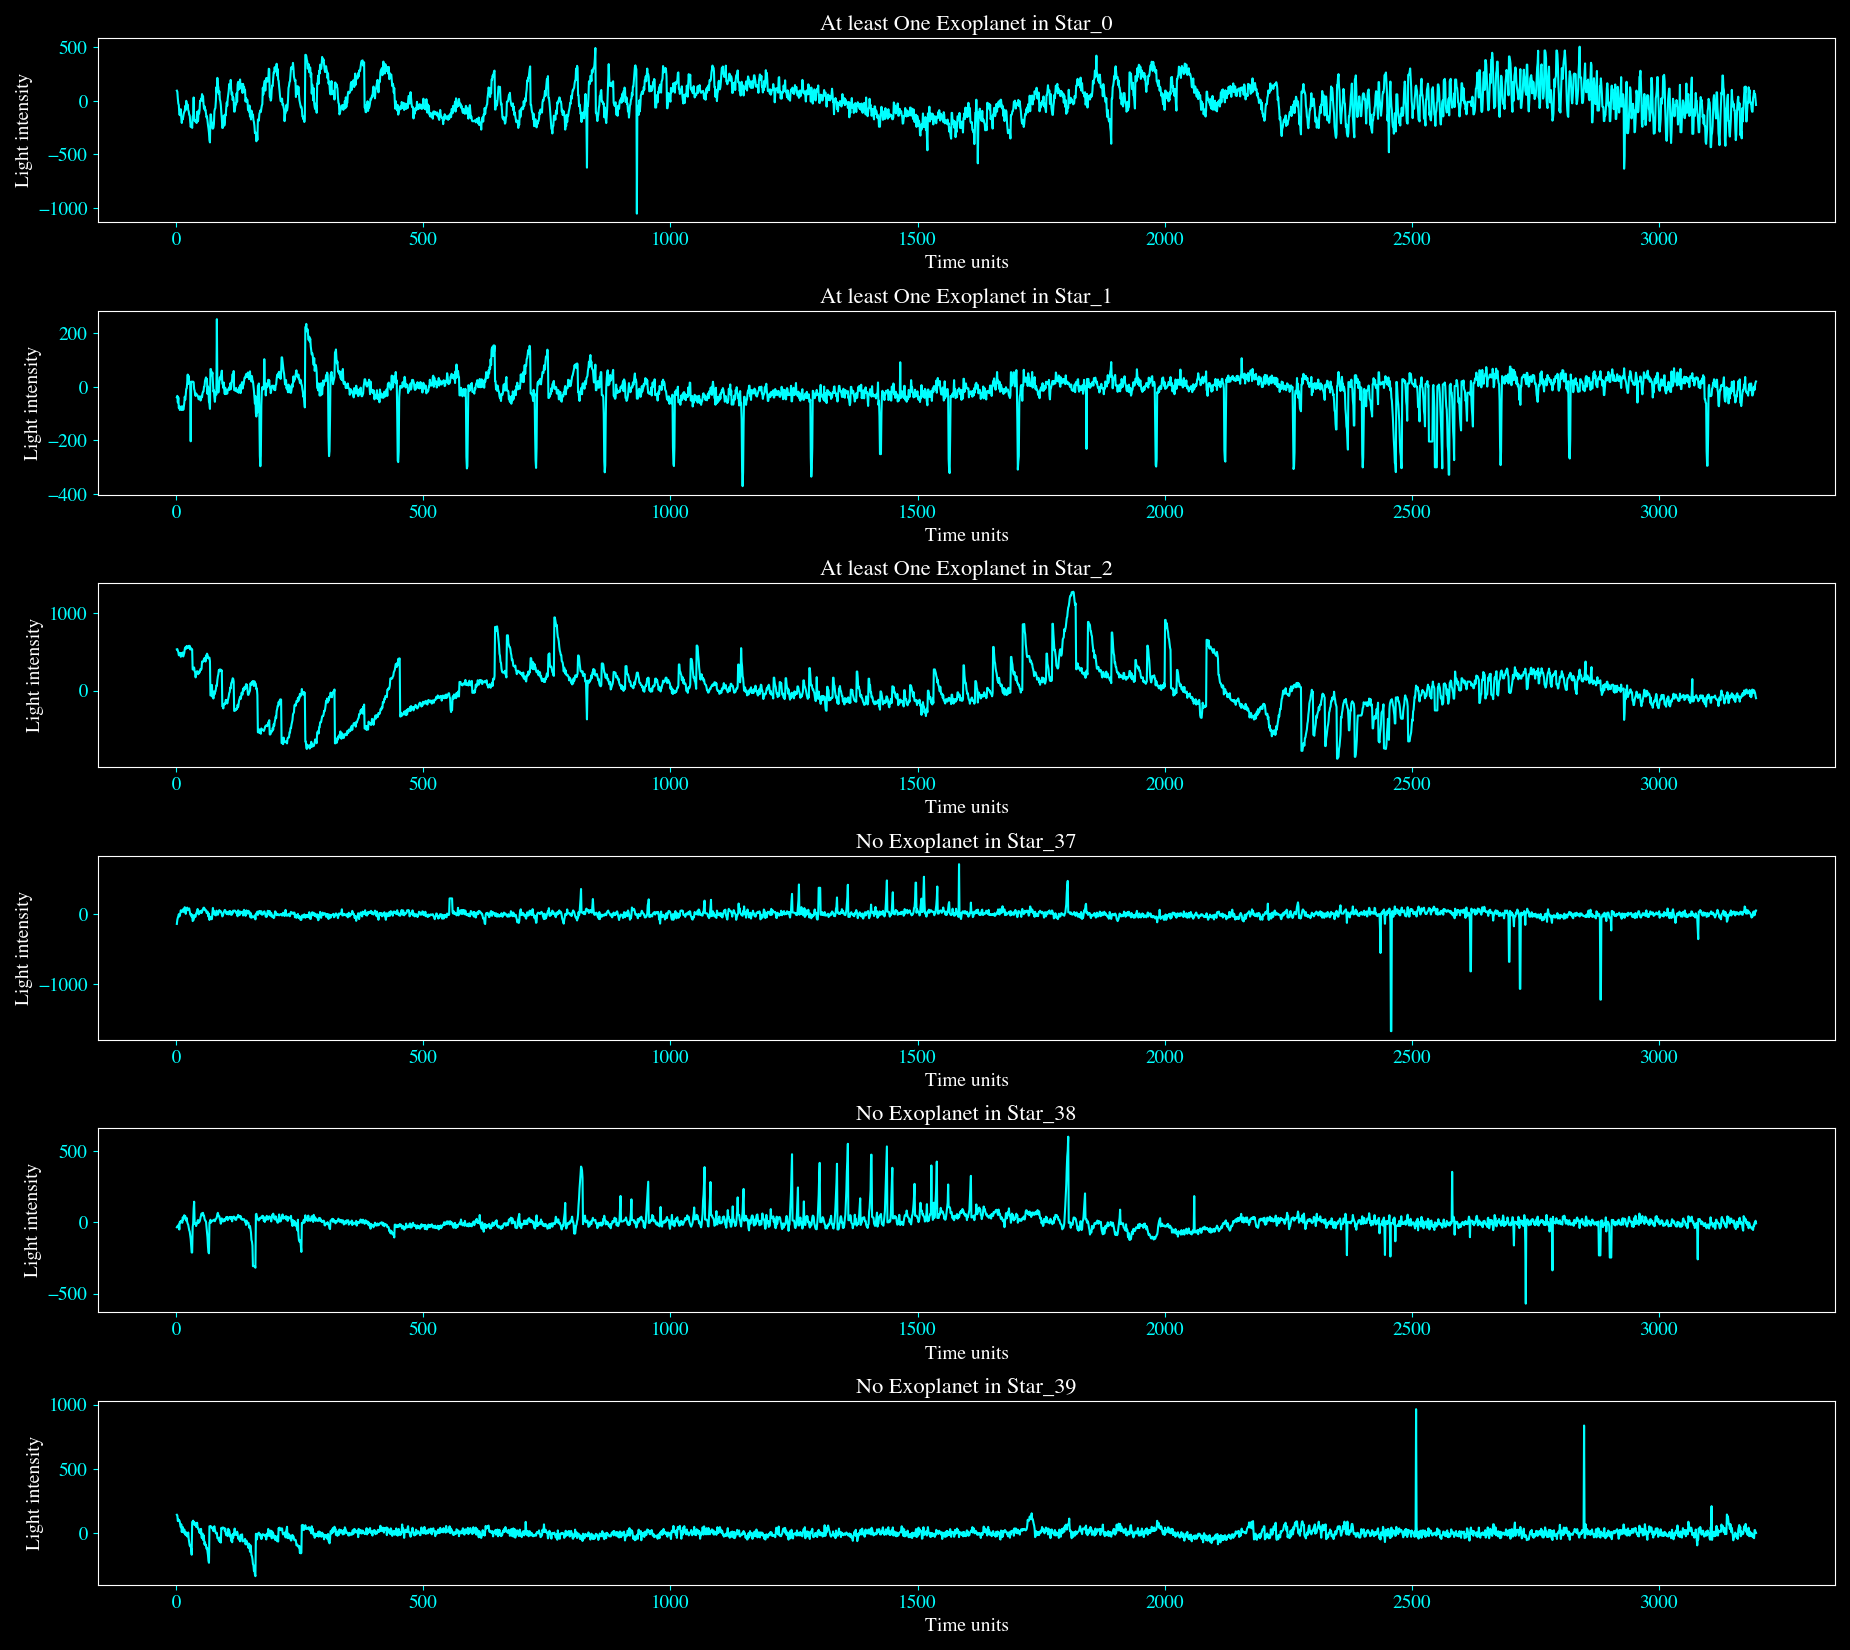 At least One Exoplanet in Star_0
500
0
−500
−1000
Light intensity
0 500 1000 1500 2000 2500 3000
Time units
At least One Exoplanet in Star_1
200
0
−200
−400
Light intensity
0 500 1000 1500 2000 2500 3000
Time units
At least One Exoplanet in Star_2
1000
0
Light intensity
0 500 1000 1500 2000 2500 3000
Time units
No Exoplanet in Star_37
0
−1000
Light intensity
0 500 1000 1500 2000 2500 3000
Time units
No Exoplanet in Star_38
500
0
−500
Light intensity
0 500 1000 1500 2000 2500 3000
Time units
No Exoplanet in Star_39
1000
500
0
Light intensity
0 500 1000 1500 2000 2500 3000
Time units